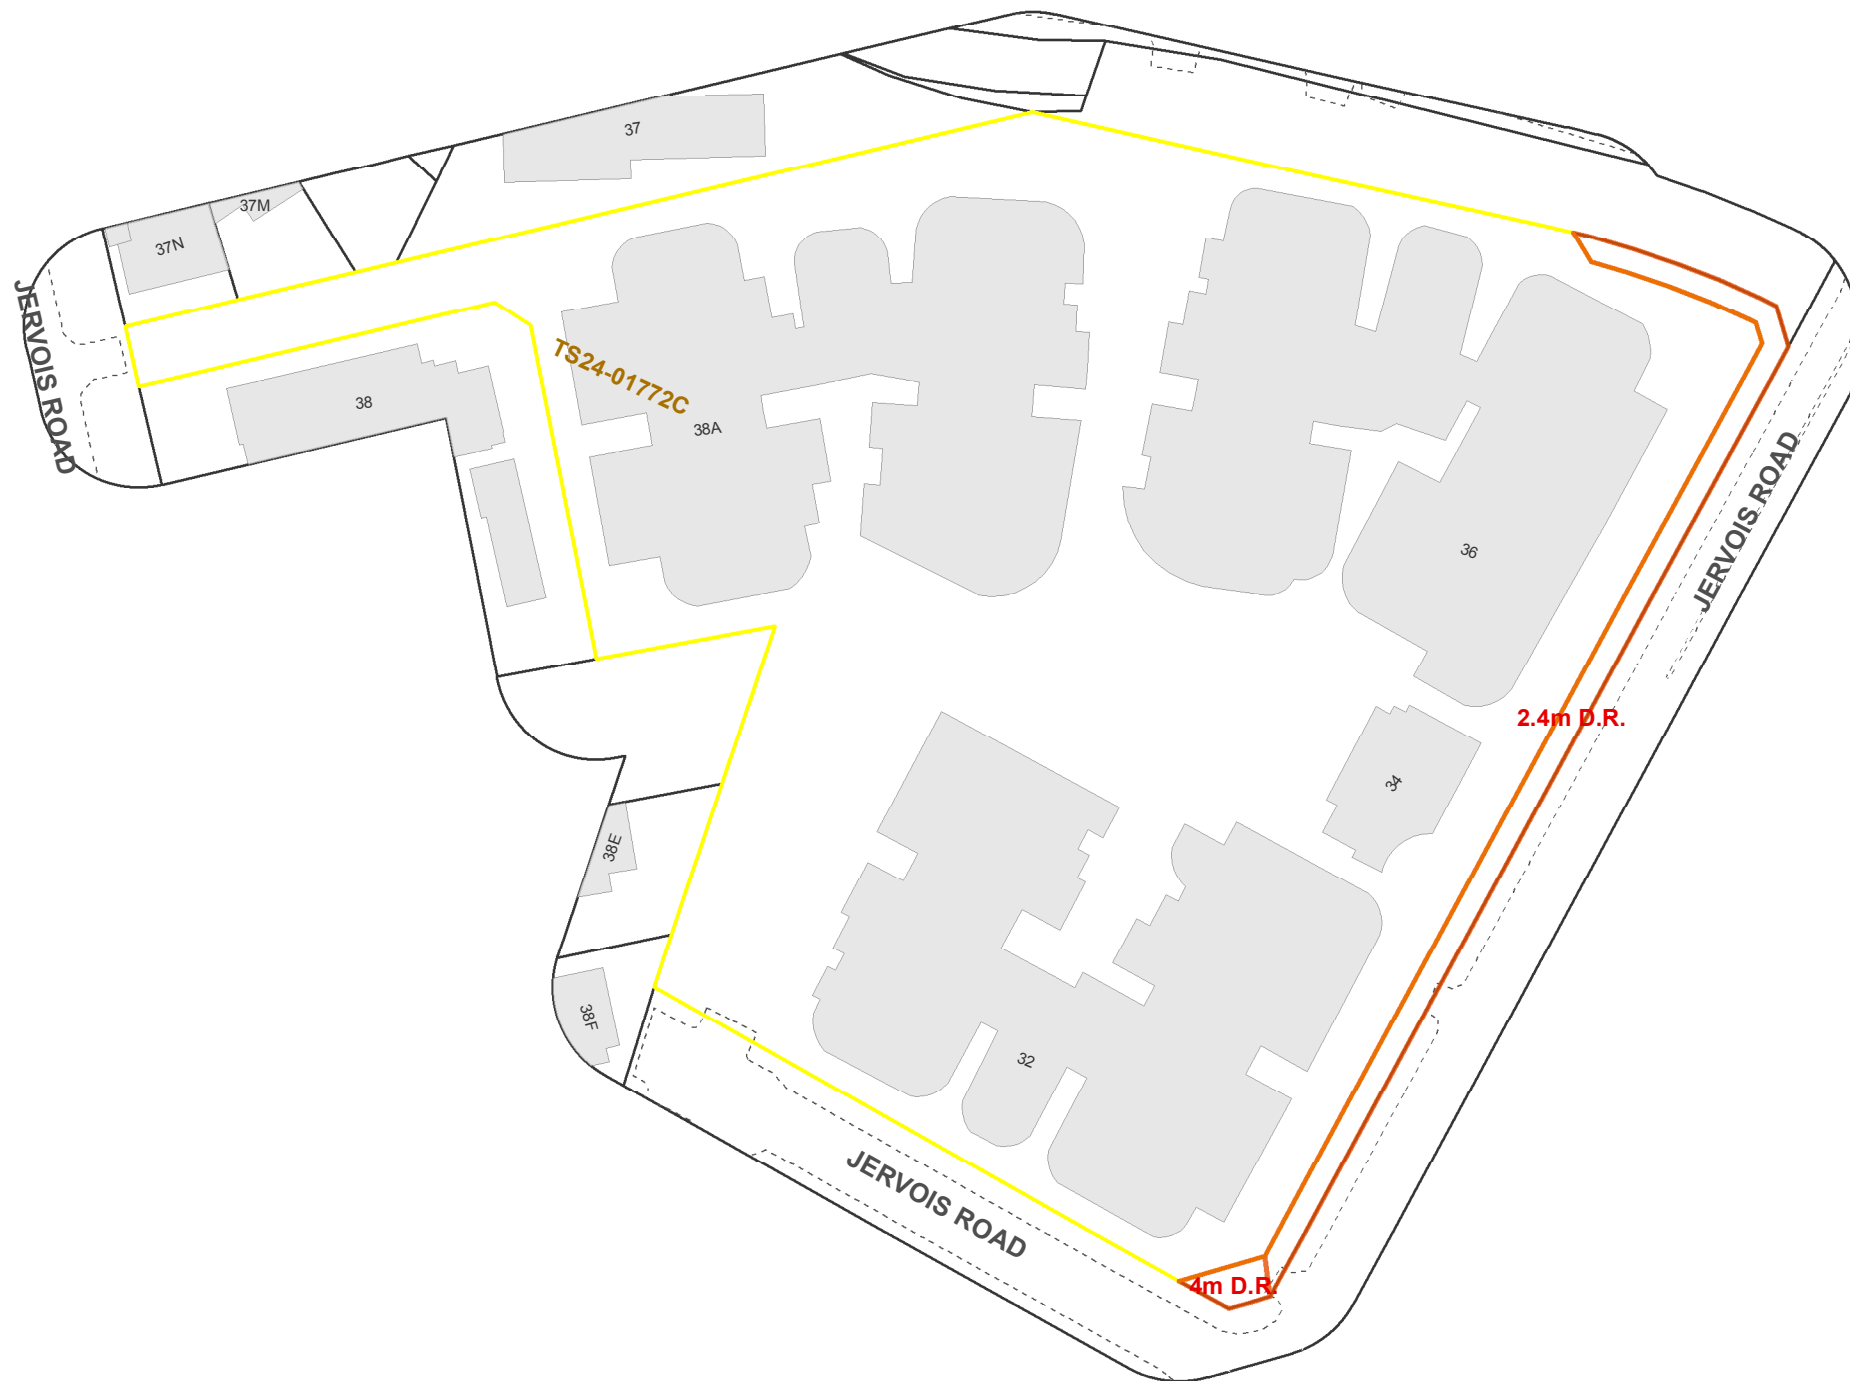 37
37M
37N
JERVOIS ROAD
TS24-01772C
38
38A
JERVOIS ROAD
36
2.4m D.R.
34
38E
38F
32
JERVOIS ROAD
4m D.R.